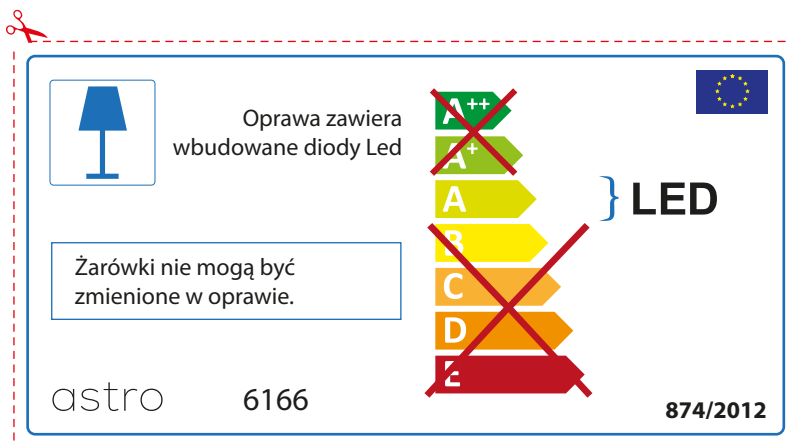 Oprawa zawiera
wbudowane diody Led
A++
A+
A
B
C
D
E
LED
Żarówki nie mogą być
zmienione w oprawie.
astro
6166
874/2012